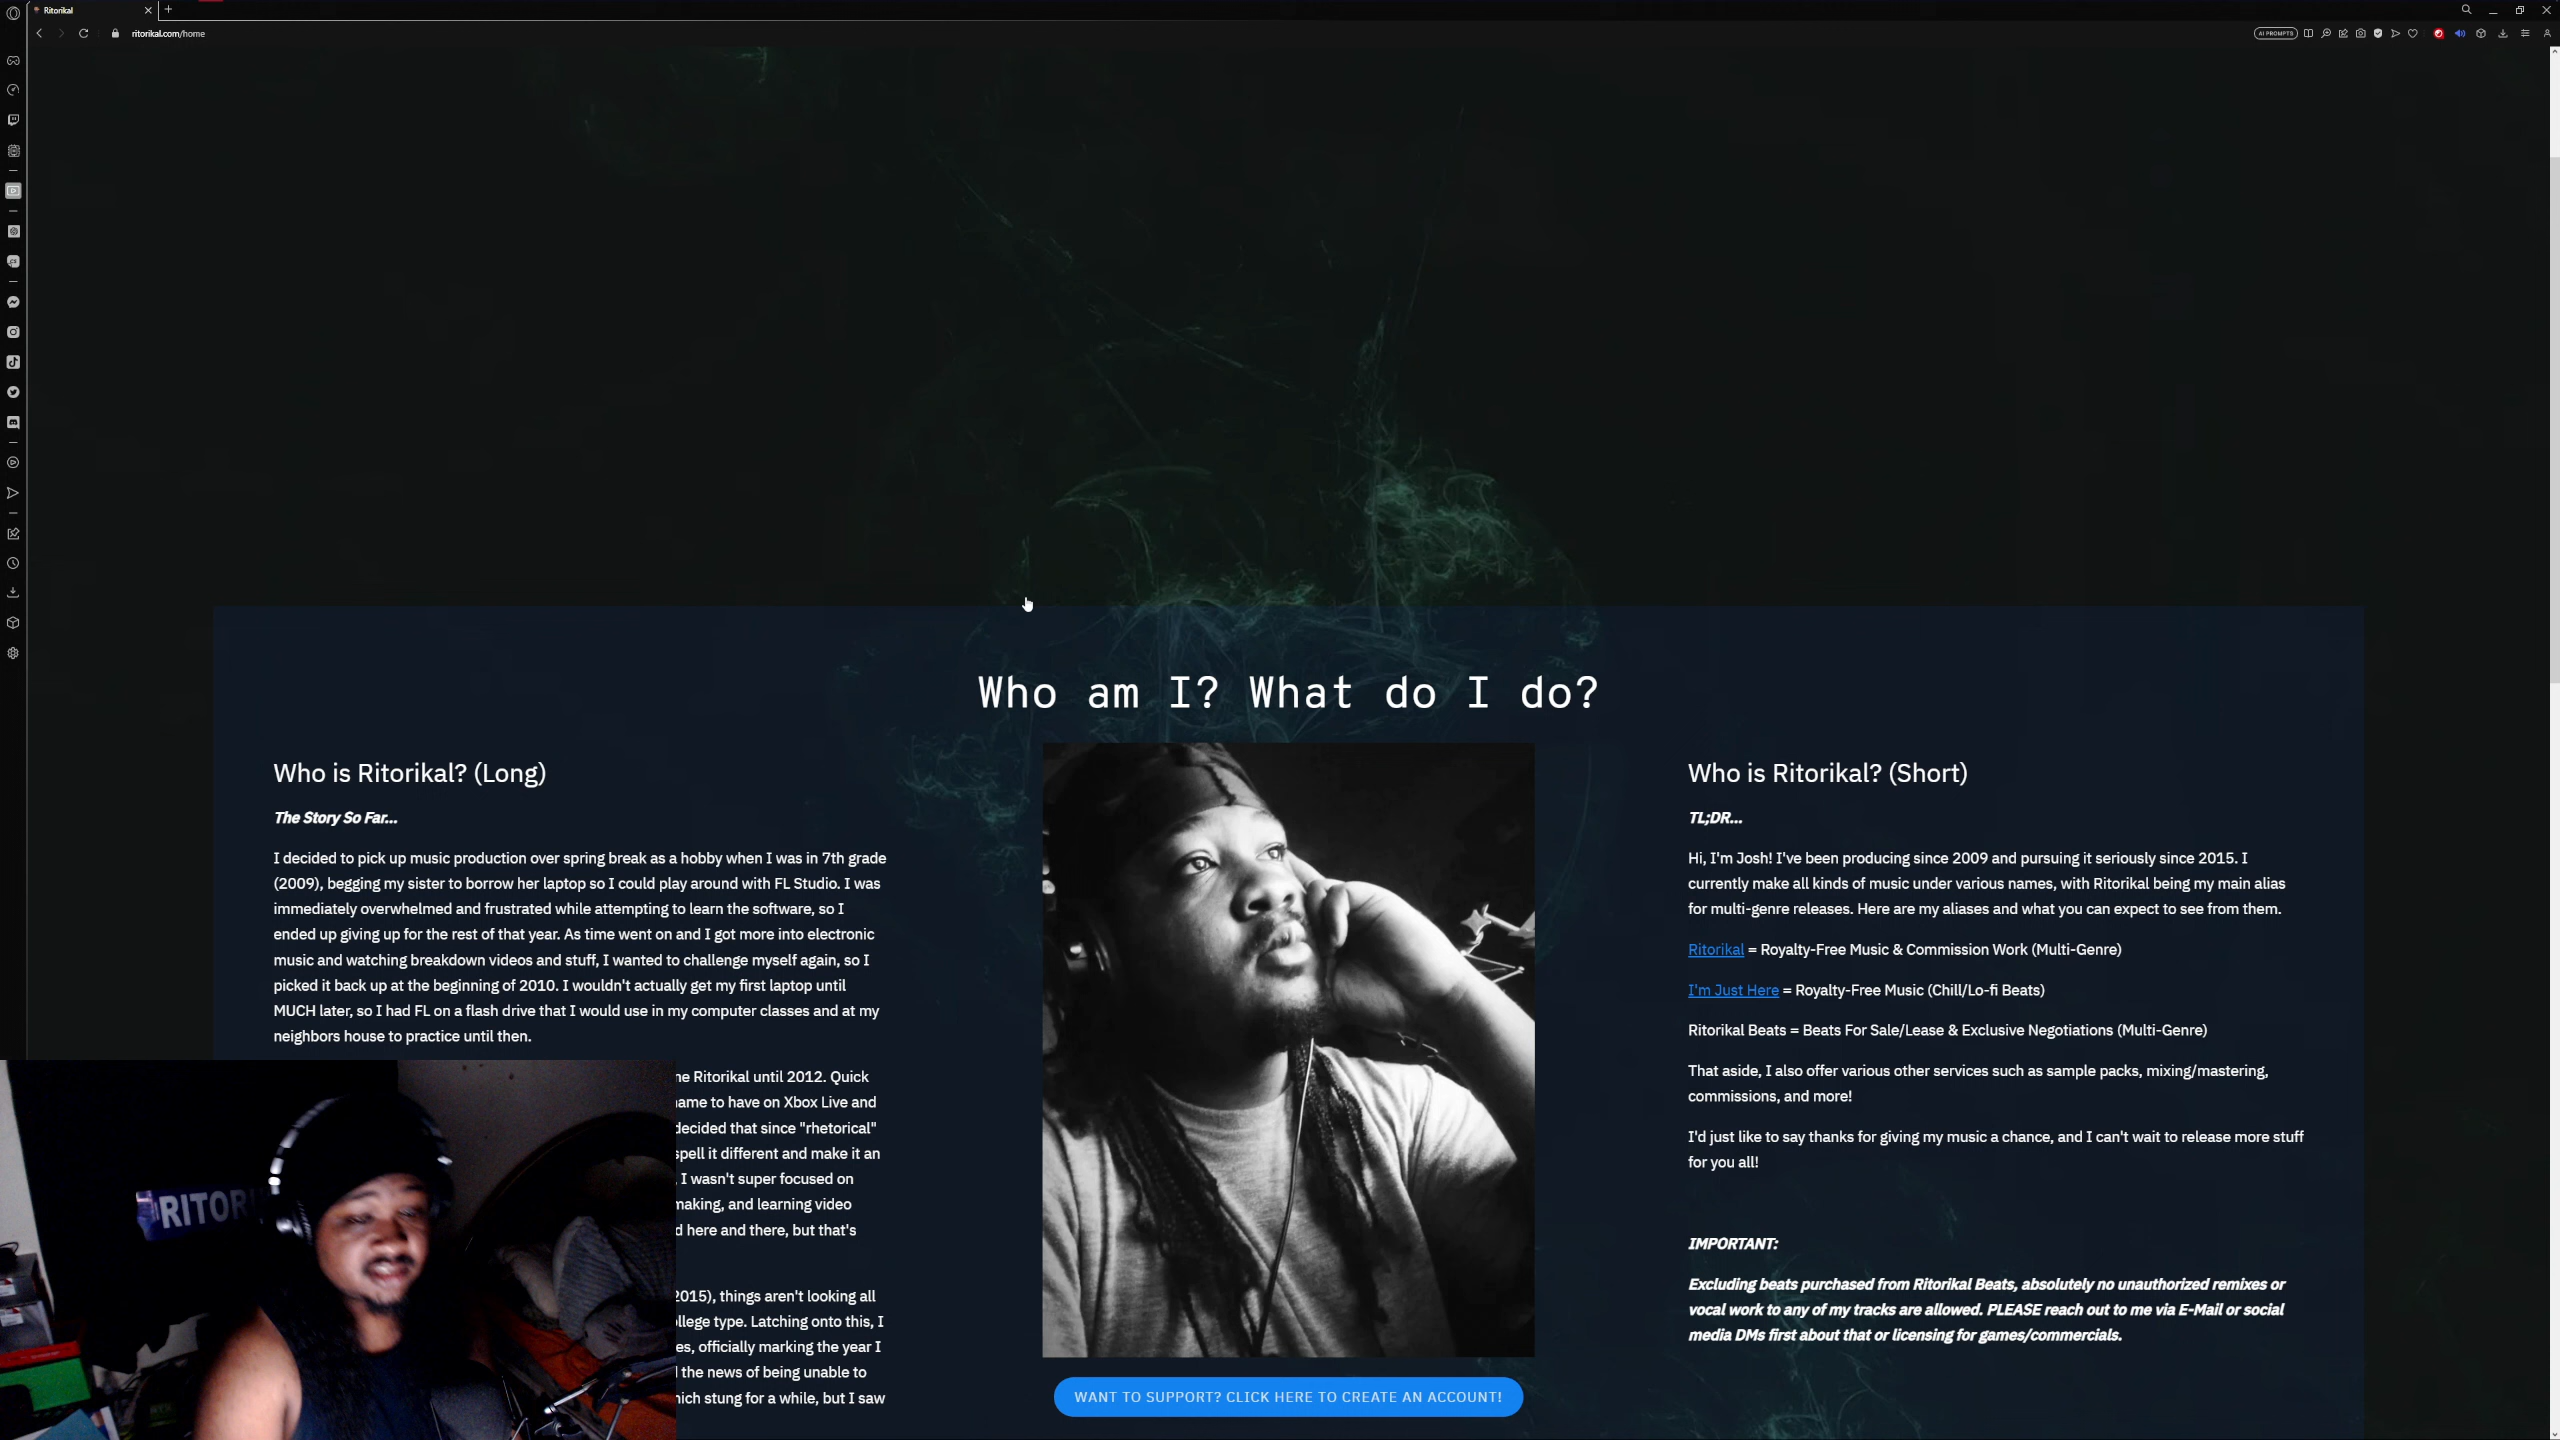 Ritorikal
ritorikal.com/home
AI PROMPTS
Who am I? What do I do?
Who is Ritorikal? (Long)
The Story So Far...
I decided to pick up music production over spring break as a hobby when I was in 7th grade
(2009), begging my sister to borrow her laptop so I could play around with FL Studio. I was
immediately overwhelmed and frustrated while attempting to learn the software, so I
ended up giving up for the rest of that year. As time went on and I got more into electronic
music and watching breakdown videos and stuff, I wanted to challenge myself again, so I
picked it back up at the beginning of 2010. I wouldn't actually get my first laptop until
MUCH later, so I had FL on a flash drive that I would use in my computer classes and at my
neighbors house to practice until then.
Ritorikal until 2012. Quick
to have on Xbox Live and
decided that since "rhetorical"
spell it different and make it an
, I wasn't super focused on
making, and learning video
here and there, but that's
2015), things aren't looking all
type. Latching onto this, I
officially marking the year I
the news of being unable to
stung for a while, but I saw
RITOR
WANT TO SUPPORT? CLICK HERE TO CREATE AN ACCOUNT!
Who is Ritorikal? (Short)
TL;DR...
Hi, I'm Josh! I've been producing since 2009 and pursuing it seriously since 2015. I
currently make all kinds of music under various names, with Ritorikal being my main alias
for multi-genre releases. Here are my aliases and what you can expect to see from them.
Ritorikal = Royalty-Free Music & Commission Work (Multi-Genre)
I'm Just Here = Royalty-Free Music (Chill/Lo-fi Beats)
Ritorikal Beats = Beats For Sale/Lease & Exclusive Negotiations (Multi-Genre)
That aside, I also offer various other services such as sample packs, mixing/mastering,
commissions, and more!
I'd just like to say thanks for giving my music a chance, and I can't wait to release more stuff
for you all!
IMPORTANT:
Excluding beats purchased from Ritorikal Beats, absolutely no unauthorized remixes or
vocal work to any of my tracks are allowed. PLEASE reach out to me via E-Mail or social
media DMs first about that or licensing for games/commercials.